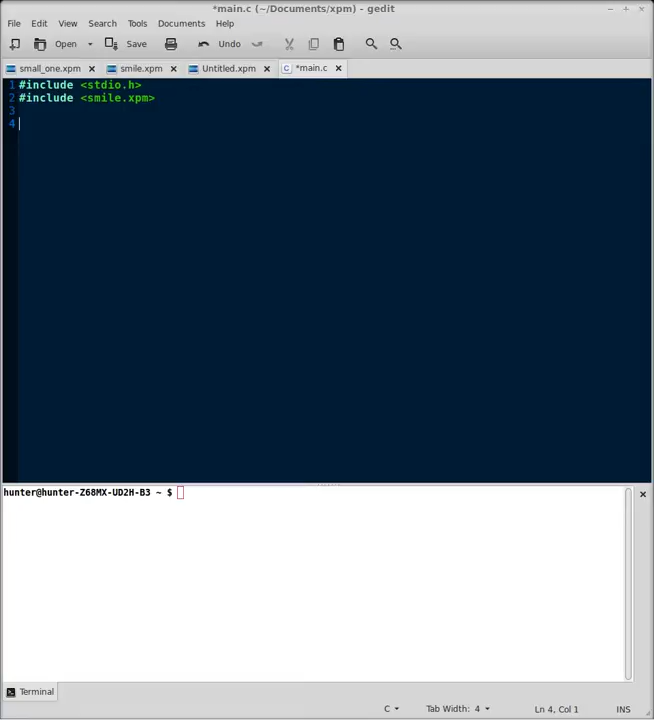 *main.c (~/Documents/xpm) - gedit
File Edit View Search Tools Documents Help
Open Save Undo
small_one.xpm smile.xpm Untitled.xpm *main.c
1 #include <stdio.h>
2 #include <smile.xpm>
3
4
hunter@hunter-Z68MX-UD2H-B3 ~ $
Terminal
C Tab Width: 4 Ln 4, Col 1 INS